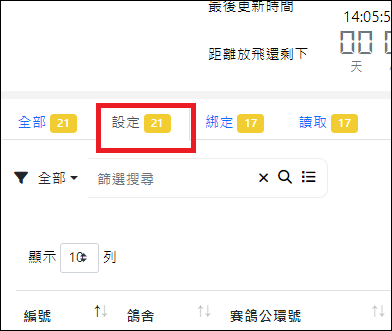 最後更新時間
14:05:5
距離放飛還剩下
00
天
全部 21
設定 21
綁定 17
讀取 17
全部
篩選搜尋
顯示 10 列
編號
鴿舍
賽鴿公環號